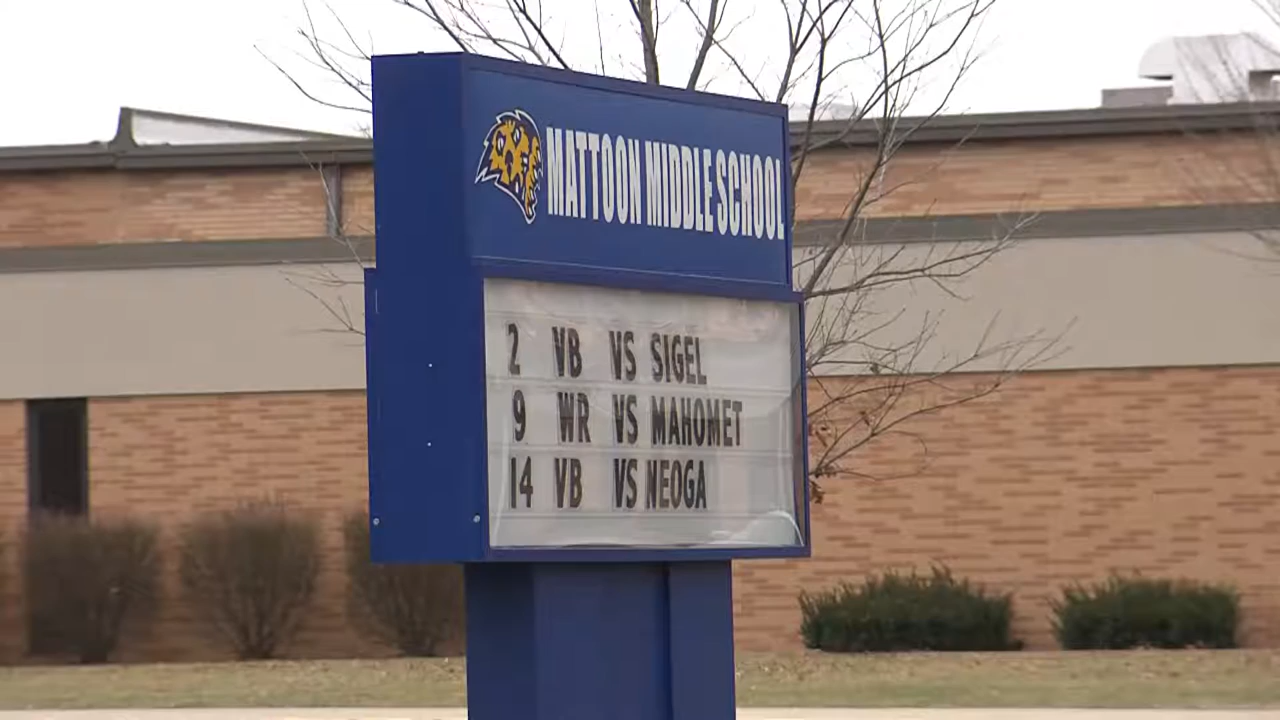 MATTOON MIDDLE SCHOOL
2 VB VS SIGEL
9 WR VS MAHOMET
14 VB VS NEOGA